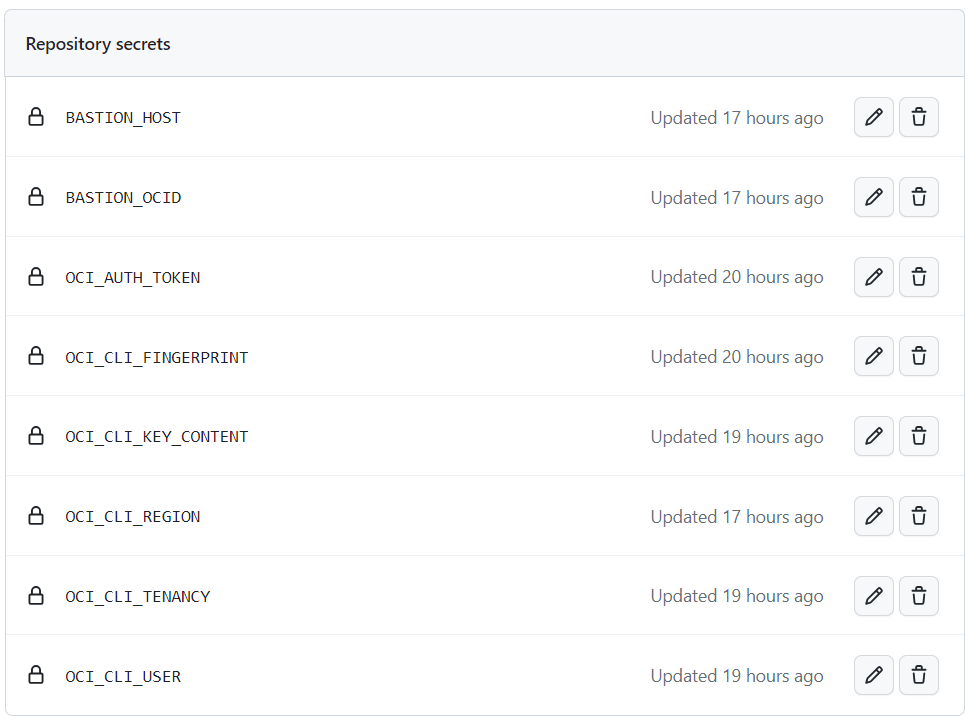 Repository secrets
BASTION_HOST Updated 17 hours ago
BASTION_OCID Updated 17 hours ago
OCI_AUTH_TOKEN Updated 20 hours ago
OCI_CLI_FINGERPRINT Updated 20 hours ago
OCI_CLI_KEY_CONTENT Updated 19 hours ago
OCI_CLI_REGION Updated 17 hours ago
OCI_CLI_TENANCY Updated 19 hours ago
OCI_CLI_USER Updated 19 hours ago